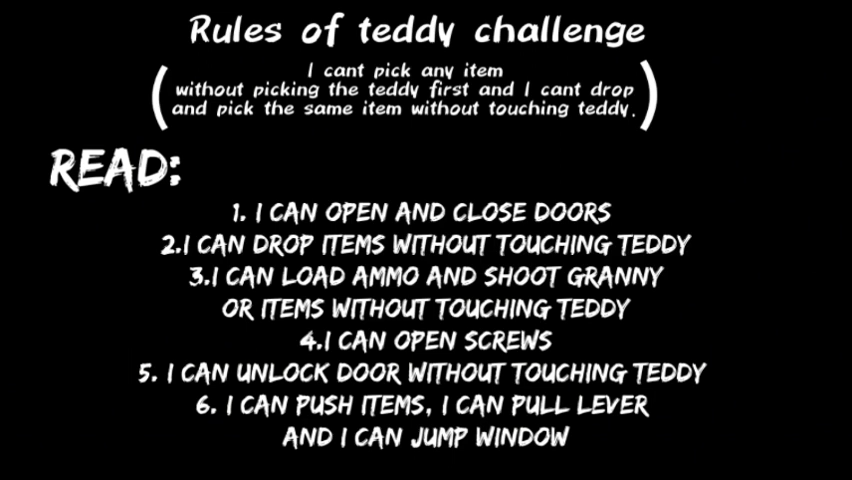 Rules of teddy challenge
( I cant pick any item
without picking the teddy first and I cant drop
and pick the same item without touching teddy. )
READ:
1. I CAN OPEN AND CLOSE DOORS
2.I CAN DROP ITEMS WITHOUT TOUCHING TEDDY
3.I CAN LOAD AMMO AND SHOOT GRANNY
OR ITEMS WITHOUT TOUCHING TEDDY
4.I CAN OPEN SCREWS
5. I CAN UNLOCK DOOR WITHOUT TOUCHING TEDDY
6. I CAN PUSH ITEMS, I CAN PULL LEVER
AND I CAN JUMP WINDOW